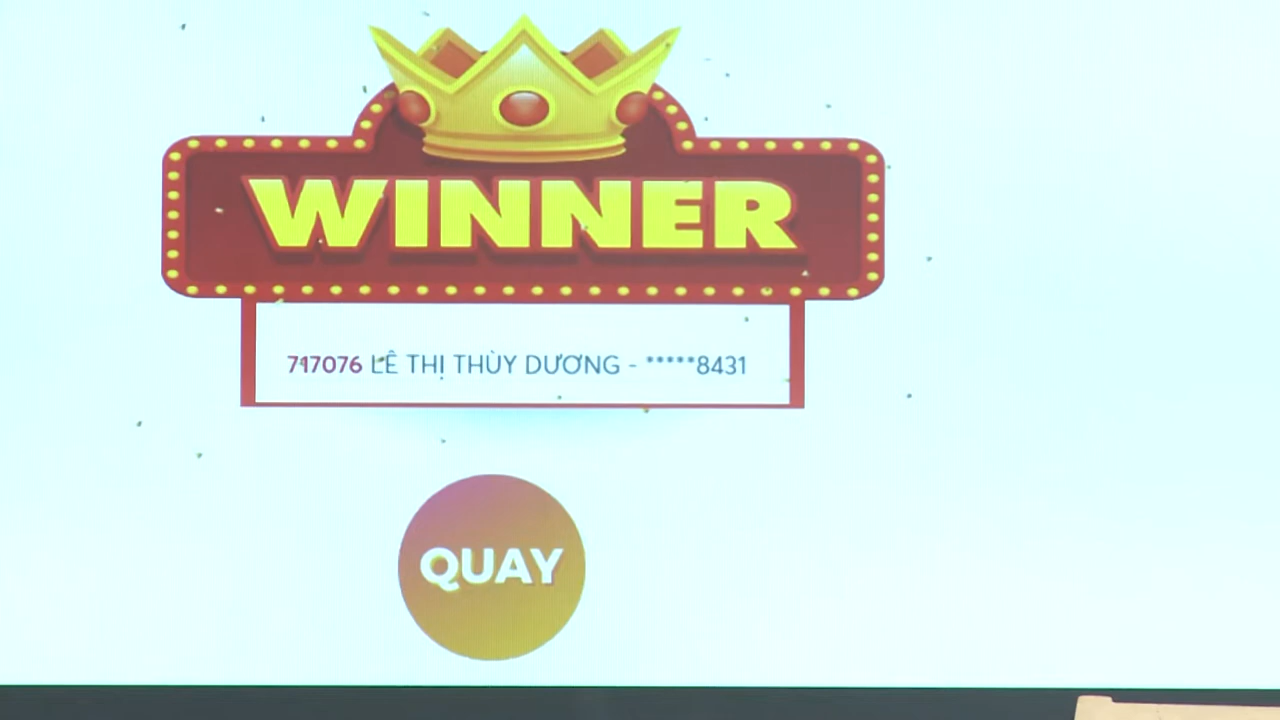 WINNER
717076 LÊ THỊ THÙY DƯƠNG - *****8431
QUAY